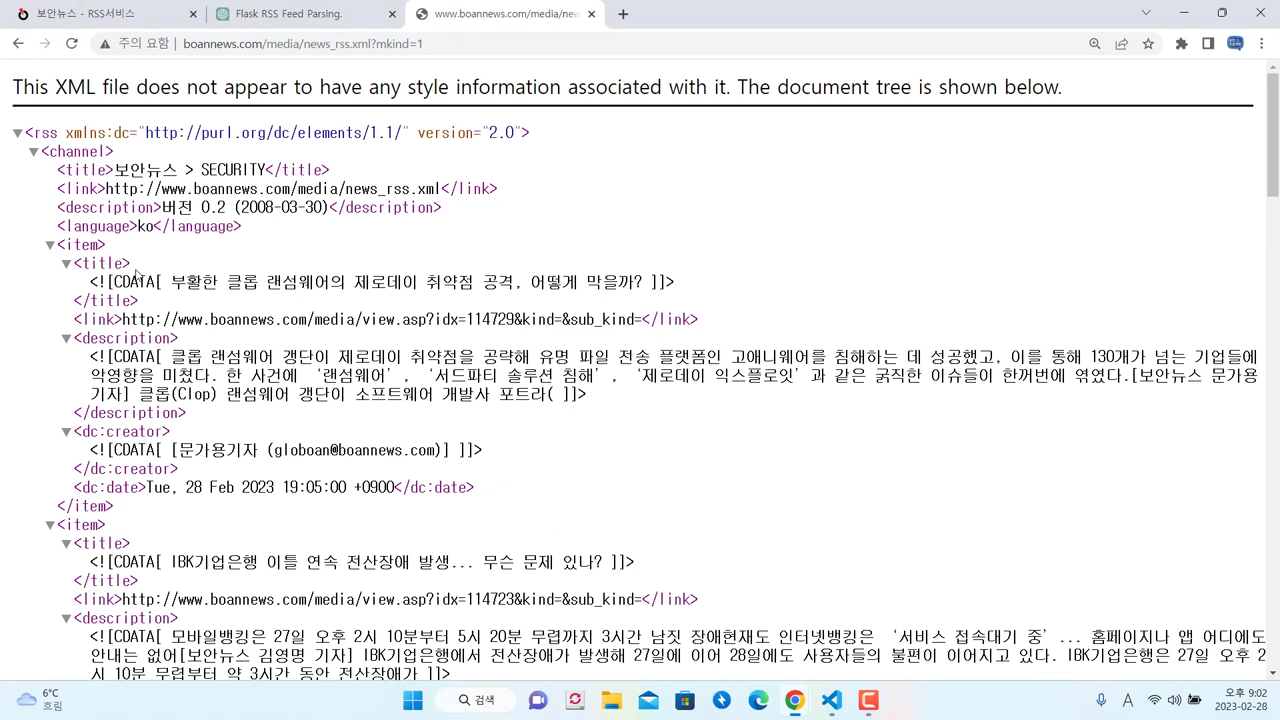 보안뉴스 - RSS서비스
Flask RSS Feed Parsing.
www.boannews.com/media/new
주의 요함 | boannews.com/media/news_rss.xml?mkind=1
This XML file does not appear to have any style information associated with it. The document tree is shown below.
▼<rss xmlns:dc="http://purl.org/dc/elements/1.1/" version="2.0">
▼<channel>
<title>보안뉴스 > SECURITY</title>
<link>http://www.boannews.com/media/news_rss.xml</link>
<description>버전 0.2 (2008-03-30)</description>
<language>ko</language>
▼<item>
▼<title>
<![CDATA[ 부활한 클롭 랜섬웨어의 제로데이 취약점 공격, 어떻게 막을까? ]]>
</title>
<link>http://www.boannews.com/media/view.asp?idx=114729&kind=&sub_kind=</link>
▼<description>
<![CDATA[ 클롭 랜섬웨어 갱단이 제로데이 취약점을 공략해 유명 파일 전송 플랫폼인 고애니웨어를 침해하는 데 성공했고, 이를 통해 130개가 넘는 기업들에
악영향을 미쳤다. 한 사건에 ‘랜섬웨어’, ‘서드파티 솔루션 침해’, ‘제로데이 익스플로잇’과 같은 굵직한 이슈들이 한꺼번에 엮였다.[보안뉴스 문가용
기자] 클롭(Clop) 랜섬웨어 갱단이 소프트웨어 개발사 포트라( ]]>
</description>
▼<dc:creator>
<![CDATA[ [문가용기자 (globoan@boannews.com)] ]]>
</dc:creator>
<dc:date>Tue, 28 Feb 2023 19:05:00 +0900</dc:date>
</item>
▼<item>
▼<title>
<![CDATA[ IBK기업은행 이틀 연속 전산장애 발생... 무슨 문제 있나? ]]>
</title>
<link>http://www.boannews.com/media/view.asp?idx=114723&kind=&sub_kind=</link>
▼<description>
<![CDATA[ 모바일뱅킹은 27일 오후 2시 10분부터 5시 20분 무렵까지 3시간 남짓 장애현재도 인터넷뱅킹은 ‘서비스 접속대기 중’... 홈페이지나 앱 어디에도
안내는 없어[보안뉴스 김영명 기자] IBK기업은행에서 전산장애가 발생해 27일에 이어 28일에도 사용자들의 불편이 이어지고 있다. IBK기업은행은 27일 오후 2
시 10분 무렵부터 약 3시간 동안 전산장애가 ]]>
6°C
흐림
검색
A
오후 9:02
2023-02-28